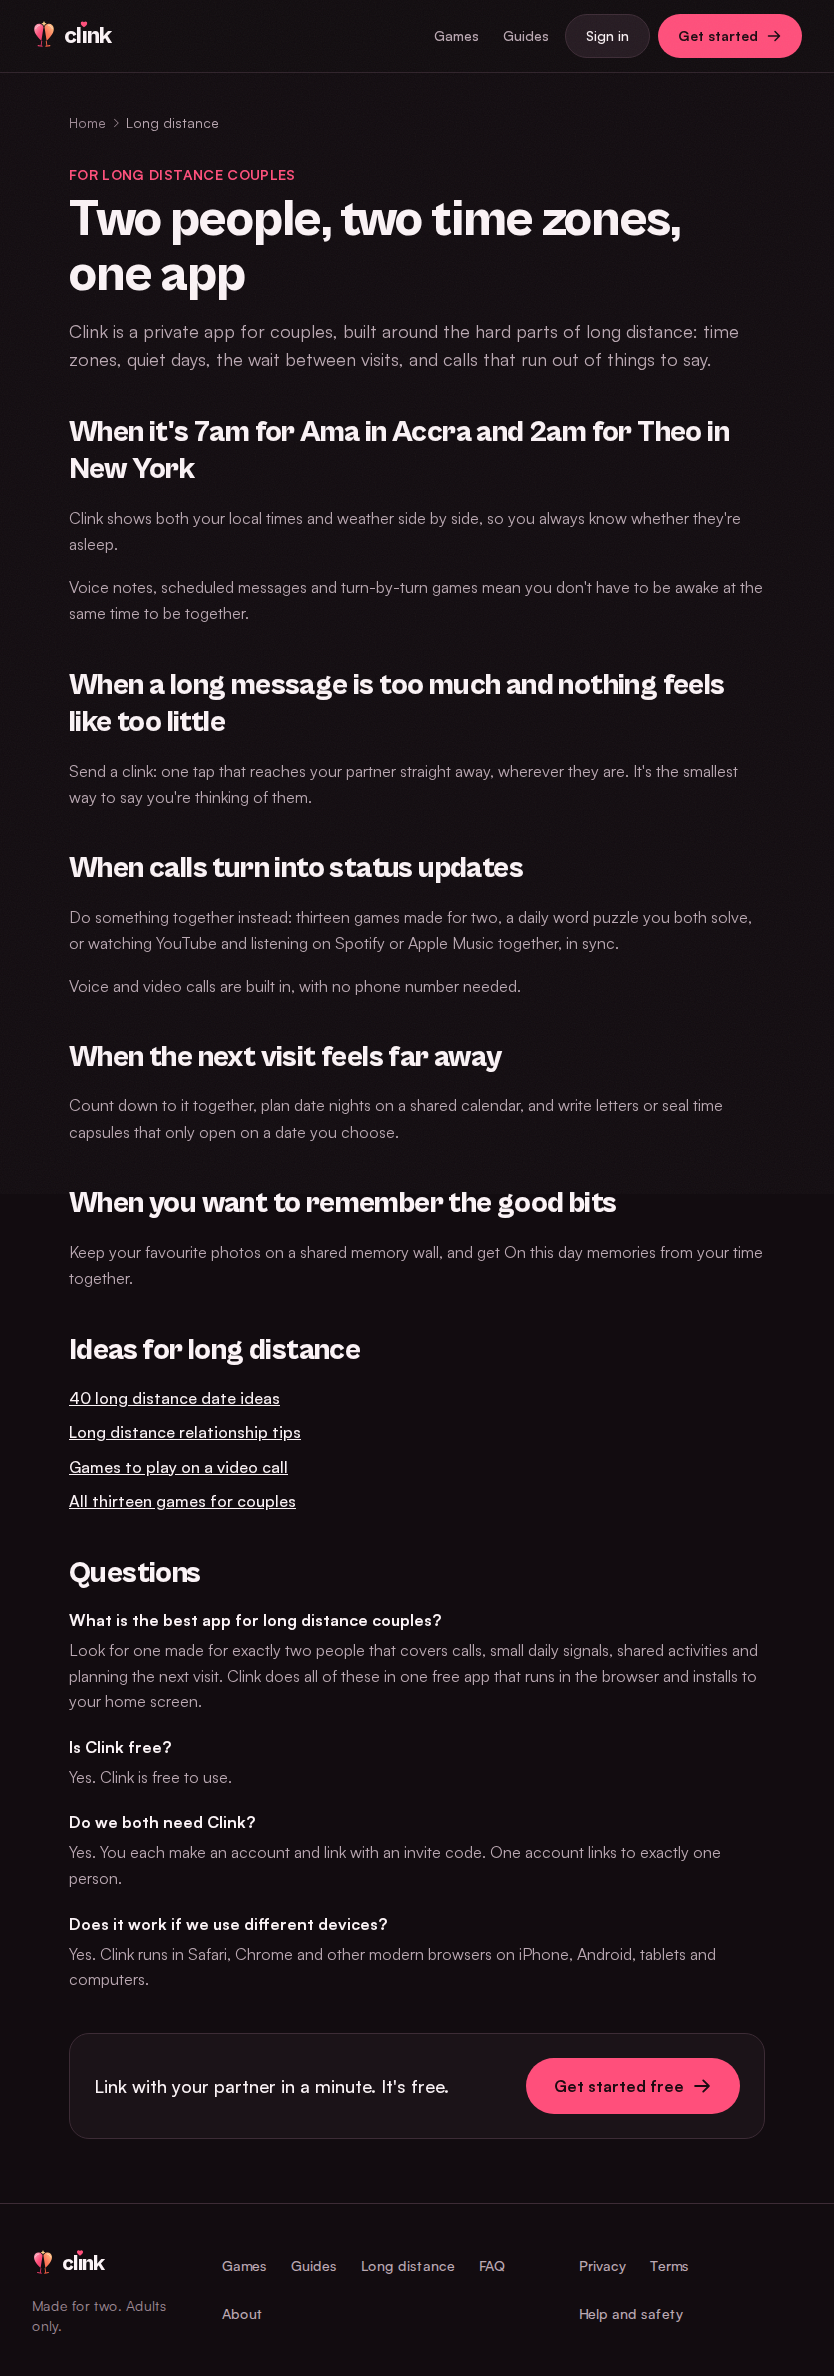 clink
Games
Guides
Sign in
Get started →
Home > Long distance
FOR LONG DISTANCE COUPLES
Two people, two time zones,
one app
Clink is a private app for couples, built around the hard parts of long distance: time
zones, quiet days, the wait between visits, and calls that run out of things to say.
When it's 7am for Ama in Accra and 2am for Theo in
New York
Clink shows both your local times and weather side by side, so you always know whether they're
asleep.
Voice notes, scheduled messages and turn-by-turn games mean you don't have to be awake at the
same time to be together.
When a long message is too much and nothing feels
like too little
Send a clink: one tap that reaches your partner straight away, wherever they are. It's the smallest
way to say you're thinking of them.
When calls turn into status updates
Do something together instead: thirteen games made for two, a daily word puzzle you both solve,
or watching YouTube and listening on Spotify or Apple Music together, in sync.
Voice and video calls are built in, with no phone number needed.
When the next visit feels far away
Count down to it together, plan date nights on a shared calendar, and write letters or seal time
capsules that only open on a date you choose.
When you want to remember the good bits
Keep your favourite photos on a shared memory wall, and get On this day memories from your time
together.
Ideas for long distance
40 long distance date ideas
Long distance relationship tips
Games to play on a video call
All thirteen games for couples
Questions
What is the best app for long distance couples?
Look for one made for exactly two people that covers calls, small daily signals, shared activities and
planning the next visit. Clink does all of these in one free app that runs in the browser and installs to
your home screen.
Is Clink free?
Yes. Clink is free to use.
Do we both need Clink?
Yes. You each make an account and link with an invite code. One account links to exactly one
person.
Does it work if we use different devices?
Yes. Clink runs in Safari, Chrome and other modern browsers on iPhone, Android, tablets and
computers.
Link with your partner in a minute. It's free.
Get started free →
clink
Made for two. Adults
only.
Games
Guides
Long distance
FAQ
About
Privacy
Terms
Help and safety